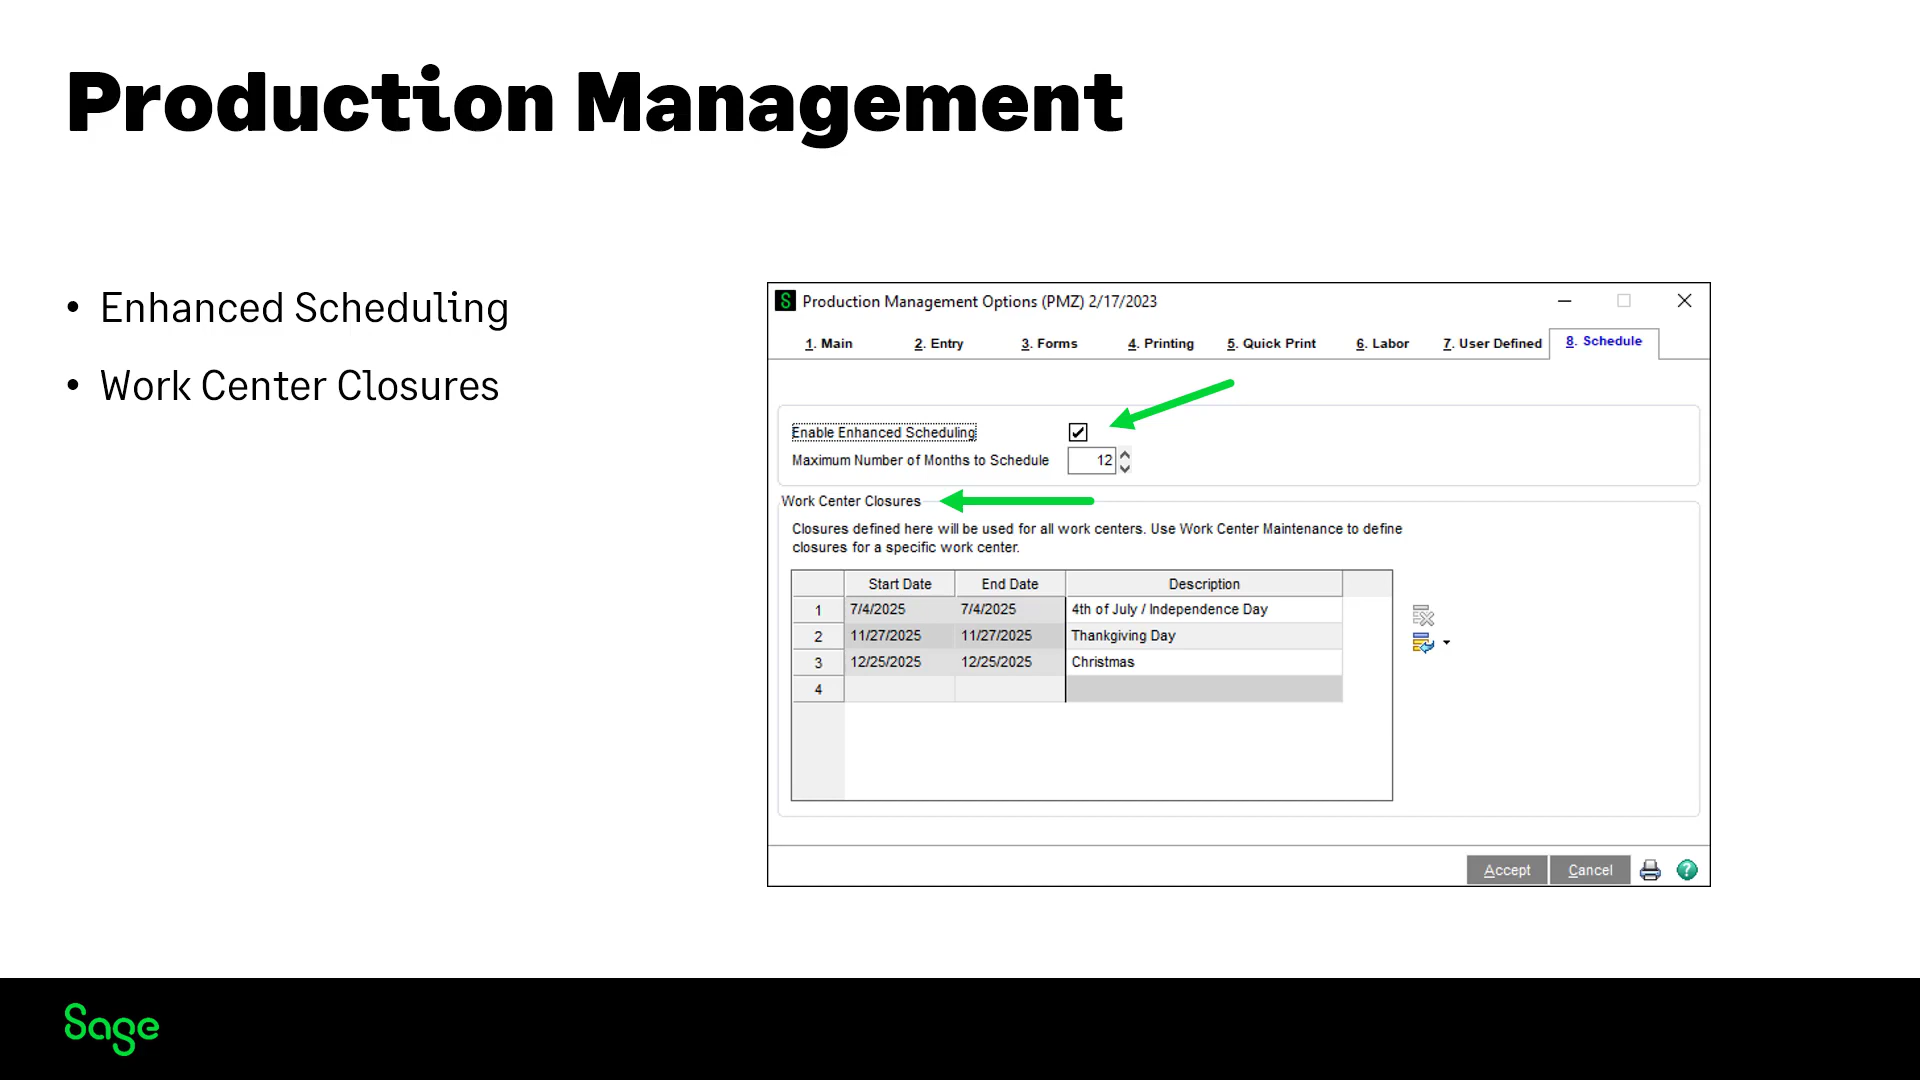 Production Management
• Enhanced Scheduling
• Work Center Closures
S Production Management Options (PMZ) 2/17/2023
1. Main 2. Entry 3. Forms 4. Printing 5. Quick Print 6. Labor 7. User Defined 8. Schedule
Enable Enhanced Scheduling
Maximum Number of Months to Schedule 12
Work Center Closures
Closures defined here will be used for all work centers. Use Work Center Maintenance to define
closures for a specific work center.
Start Date End Date Description
1 7/4/2025 7/4/2025 4th of July / Independence Day
2 11/27/2025 11/27/2025 Thankgiving Day
3 12/25/2025 12/25/2025 Christmas
4
Accept Cancel ?
Sage